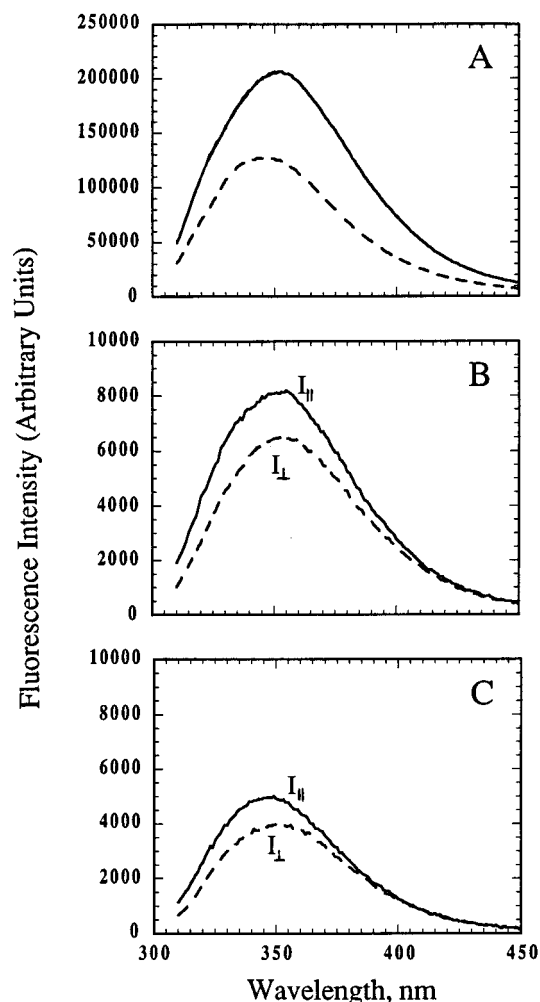 Fluorescence Intensity (Arbitrary Units)
A
250000
200000
150000
100000
50000
0
B
10000
8000
6000
4000
2000
0
I∥
I⊥
C
10000
8000
6000
4000
2000
0
I∥
I⊥
300 350 400 450
Wavelength, nm